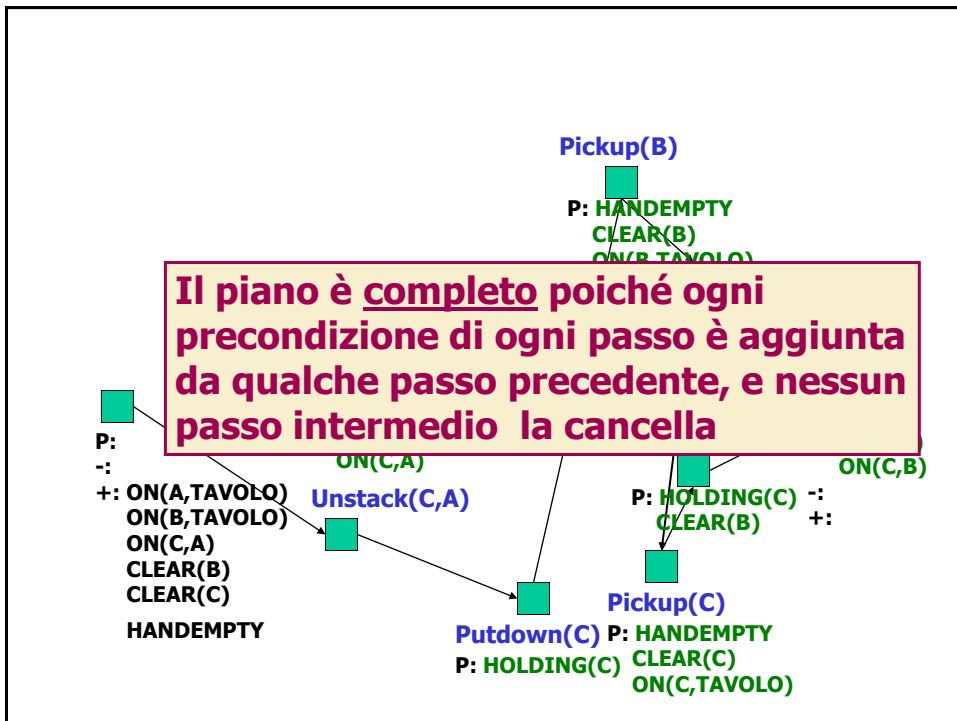 Pickup(B)
P: HANDEMPTY
CLEAR(B)
ON(B,TAVOLO)
Il piano è completo poiché ogni
precondizione di ogni passo è aggiunta
da qualche passo precedente, e nessun
passo intermedio la cancella
P:
-:
+: ON(A,TAVOLO)
ON(B,TAVOLO)
ON(C,A)
CLEAR(B)
CLEAR(C)
HANDEMPTY
ON(C,A)
Unstack(C,A)
Putdown(C)
P: HOLDING(C)
P: HOLDING(C)
CLEAR(B)
Pickup(C)
P: HANDEMPTY
CLEAR(C)
ON(C,TAVOLO)
ON(C,B)
-:
+: